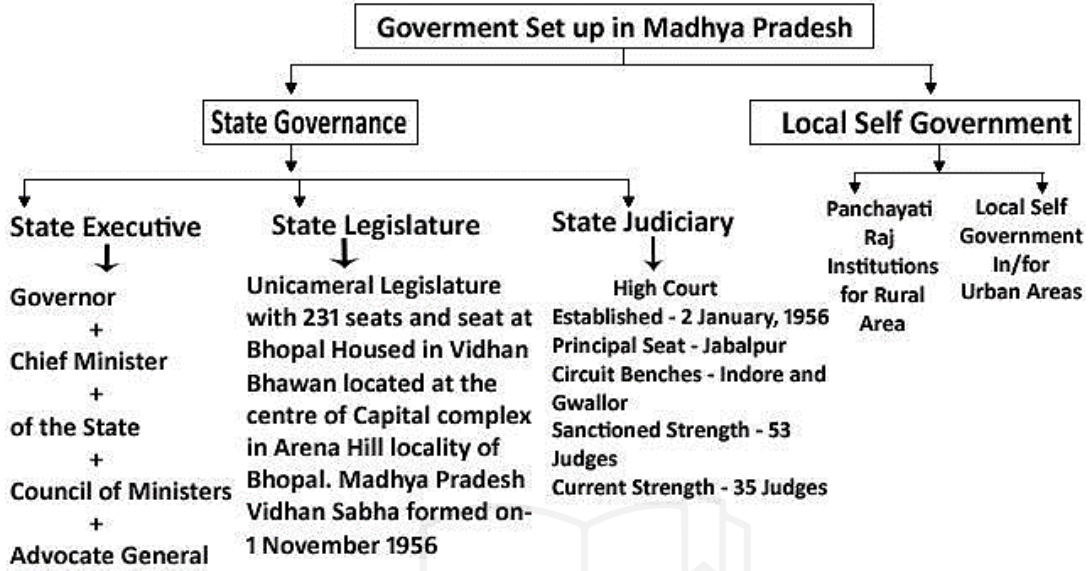 Goverment Set up in Madhya Pradesh
State Governance
Local Self Government
State Executive
Governor
+
Chief Minister
+
of the State
+
Council of Ministers
+
Advocate General
State Legislature
Unicameral Legislature
with 231 seats and seat at
Bhopal Housed in Vidhan
Bhawan located at the
centre of Capital complex
in Arena Hill locality of
Bhopal. Madhya Pradesh
Vidhan Sabha formed on-
1 November 1956
State Judiciary
High Court
Established - 2 January, 1956
Principal Seat - Jabalpur
Circuit Benches - Indore and
Gwallor
Sanctioned Strength - 53
Judges
Current Strength - 35 Judges
Panchayati
Raj
Institutions
for Rural
Area
Local Self
Government
In/for
Urban Areas